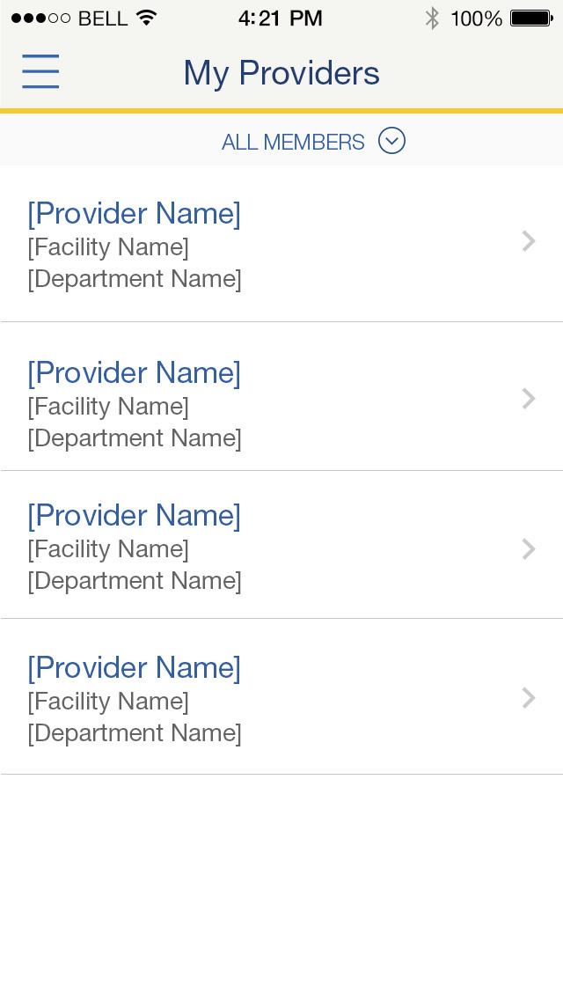 BELL 4:21 PM 100%
My Providers
ALL MEMBERS
[Provider Name]
[Facility Name]
[Department Name]
[Provider Name]
[Facility Name]
[Department Name]
[Provider Name]
[Facility Name]
[Department Name]
[Provider Name]
[Facility Name]
[Department Name]